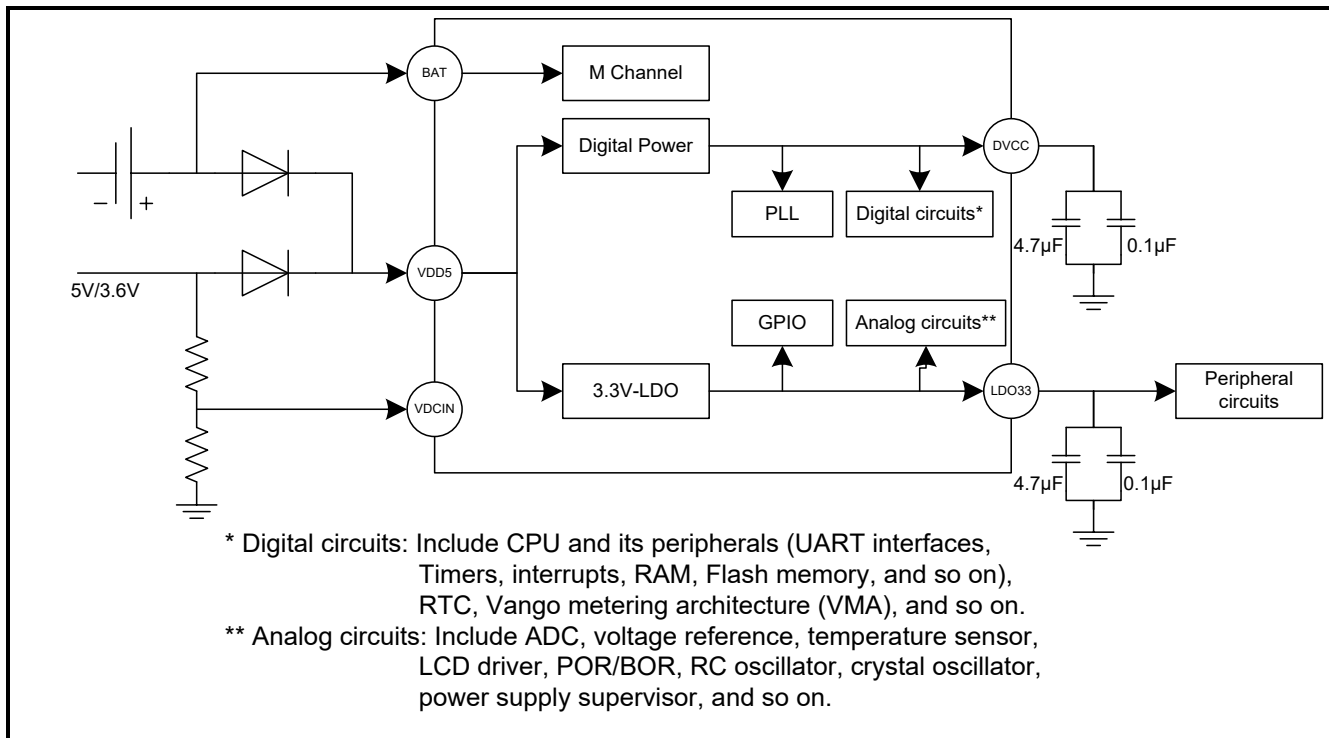 BAT
M Channel
Digital Power
DVCC
− +
PLL
Digital circuits*
4.7µF
0.1µF
VDD5
5V/3.6V
GPIO
Analog circuits**
3.3V-LDO
LDO33
Peripheral
circuits
VDCIN
4.7µF
0.1µF
* Digital circuits: Include CPU and its peripherals (UART interfaces,
Timers, interrupts, RAM, Flash memory, and so on),
RTC, Vango metering architecture (VMA), and so on.
** Analog circuits: Include ADC, voltage reference, temperature sensor,
LCD driver, POR/BOR, RC oscillator, crystal oscillator,
power supply supervisor, and so on.